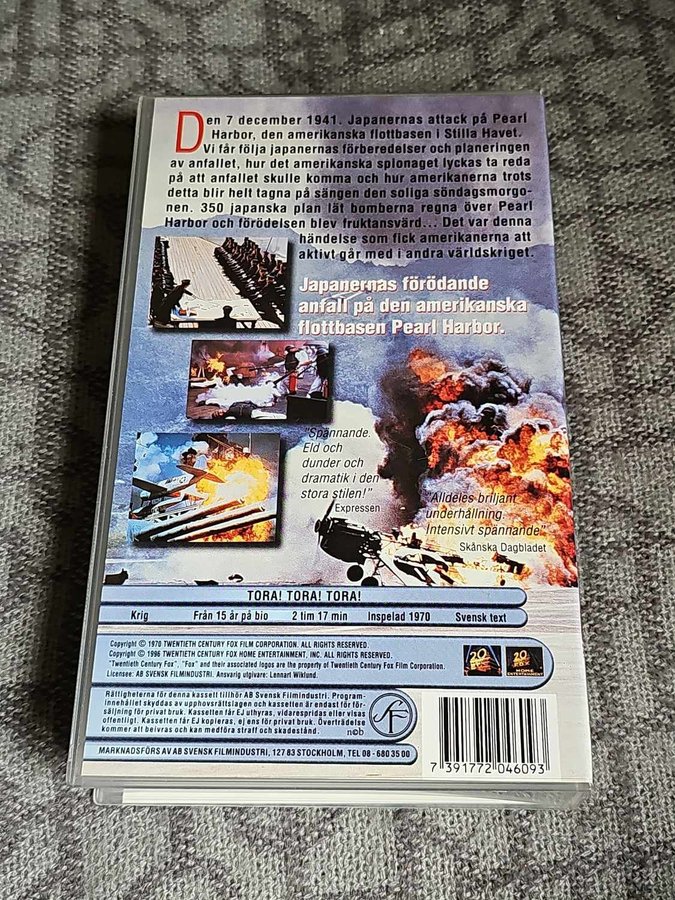 Den 7 december 1941. Japanernas attack på Pearl
Harbor, den amerikanska flottbasen i Stilla Havet.
Vi får följa japanernas förberedelser och planeringen
av anfallet, hur det amerikanska splonaget lyckas ta reda
på att anfallet skulle komma och hur amerikanerna trots
detta blir helt tagna på sängen den soliga söndagsmorgo-
nen. 350 japanska plan lät bomberna regna över Pearl
Harbor och förödelsen blev fruktansvärd... Det var denna
händelse som fick amerikanerna att
aktivt går med i andra världskriget.
Japanernas förödande
anfall på den amerikanska
flottbasen Pearl Harbor.
"Spännande.
Eld och
dunder och
dramatik i den
stora stilen!"
Expressen
"Alldeles briljant
underhållning.
Intensivt spännande"
Skånska Dagbladet
TORA! TORA! TORA!
Krig Från 15 år på bio 2 tim 17 min Inspelad 1970 Svensk text
Copyright © 1970 TWENTIETH CENTURY FOX FILM CORPORATION. ALL RIGHTS RESERVED.
Copyright © 1996 TWENTIETH CENTURY FOX HOME ENTERTAINMENT, INC. ALL RIGHTS RESERVED.
"Twentieth Century Fox", "Fox" and their associated logos are the property of Twentieth Century Fox Film Corporation.
Licensee: AB SVENSK FILMINDUSTRI. Ansvarig utgivare: Lennart Wiklund.
20 FOX
20 FOX HOME ENTERTAINMENT
Rättigheterna för denna kassett tillhör AB Svensk Filmindustri. Program-
innehållet skyddas av upphovsrättslagen och kassetten är endast för för-
säljning för privat bruk. Kassetten får EJ uthyras, vidarespridas eller visas
offentligt. Kassetten får EJ kopieras, ej ens för privat bruk. Överträdelse
kommer att beivras och kan medföra straff och skadestånd.
SF
n©b
MARKNADSFÖRS AV AB SVENSK FILMINDUSTRI, 127 83 STOCKHOLM, TEL 08 - 680 35 00
7 391772 046093